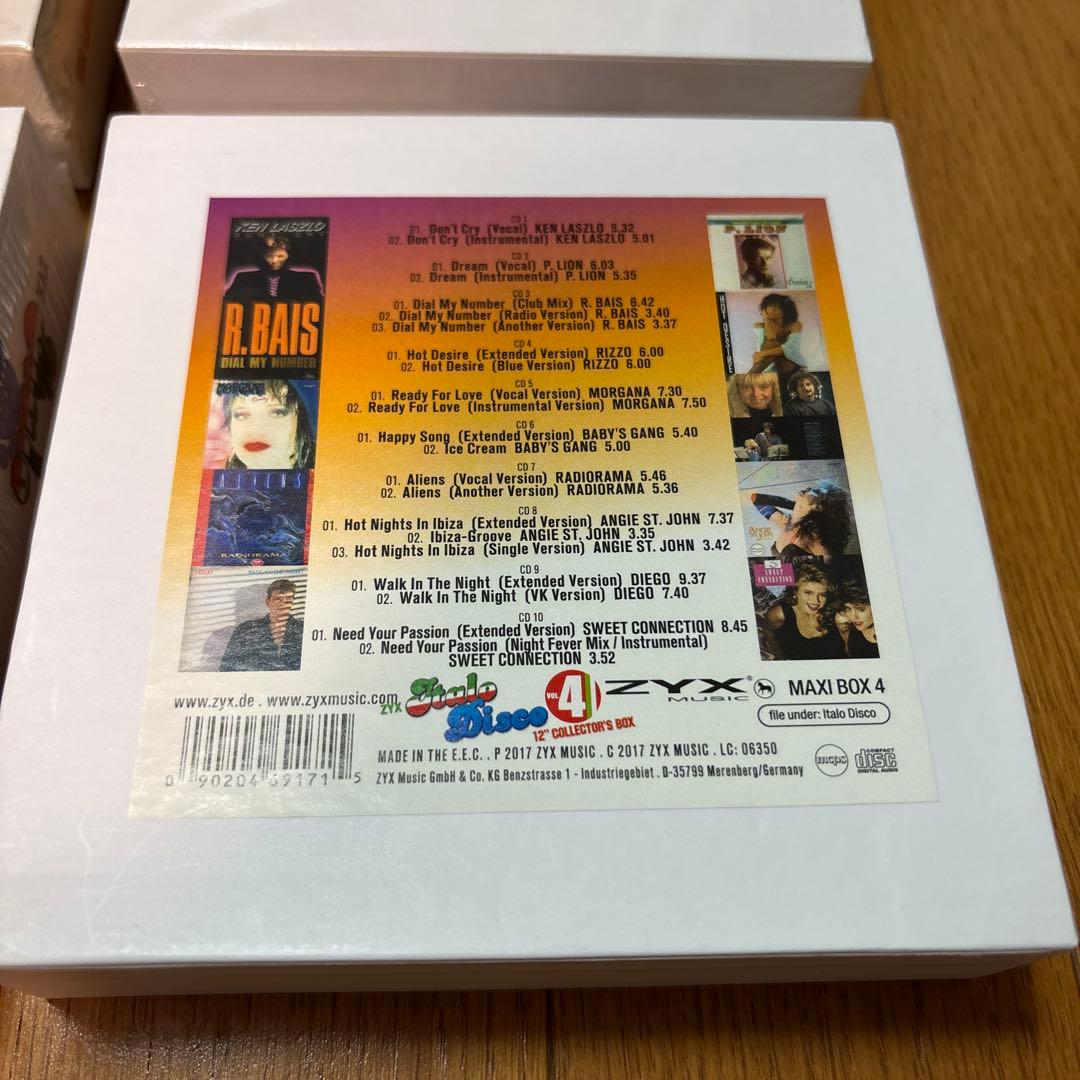 CD 1
01. Don't Cry (Vocal) KEN LASZLO 5.32
02. Don't Cry (Instrumental) KEN LASZLO 5.01
CD 2
01. Dream (Vocal) P. LION 6.03
02. Dream (Instrumental) P. LION 5.35
CD 3
01. Dial My Number (Club Mix) R. BAIS 6.42
02. Dial My Number (Radio Version) R. BAIS 3.40
03. Dial My Number (Another Version) R. BAIS 3.37
CD 4
01. Hot Desire (Extended Version) RIZZO 6.00
02. Hot Desire (Blue Version) RIZZO 6.00
CD 5
01. Ready For Love (Vocal Version) MORGANA 7.30
02. Ready For Love (Instrumental Version) MORGANA 7.50
CD 6
01. Happy Song (Extended Version) BABY'S GANG 5.40
02. Ice Cream BABY'S GANG 5.00
CD 7
01. Aliens (Vocal Version) RADIORAMA 5.46
02. Aliens (Another Version) RADIORAMA 5.36
CD 8
01. Hot Nights In Ibiza (Extended Version) ANGIE ST. JOHN 7.37
02. Ibiza-Groove ANGIE ST. JOHN 3.35
03. Hot Nights In Ibiza (Single Version) ANGIE ST. JOHN 3.42
CD 9
01. Walk In The Night (Extended Version) DIEGO 9.37
02. Walk In The Night (VK Version) DIEGO 7.40
CD 10
01. Need Your Passion (Extended Version) SWEET CONNECTION 8.45
02. Need Your Passion (Night Fever Mix / Instrumental)
SWEET CONNECTION 3.52
KEN LASZLO
R. BAIS
DIAL MY NUMBER
MORGANA
ALIENS
RADIORAMA
P. LION
HOT DESIRE
ANGIE ST. JOHN
SWEET CONNECTION
www.zyx.de . www.zyxmusic.com
ZYX Italo Disco
VOL. 4
12" COLLECTOR'S BOX
ZYX®
MUSIC
MAXI BOX 4
file under: Italo Disco
MADE IN THE E.E.C. . P 2017 ZYX MUSIC . C 2017 ZYX MUSIC . LC: 06350
ZYX Music GmbH & Co. KG Benzstrasse 1 - Industriegebiet . D-35799 Merenberg/Germany
mcps
COMPACT
disc
DIGITAL AUDIO
0 90204 69171 5